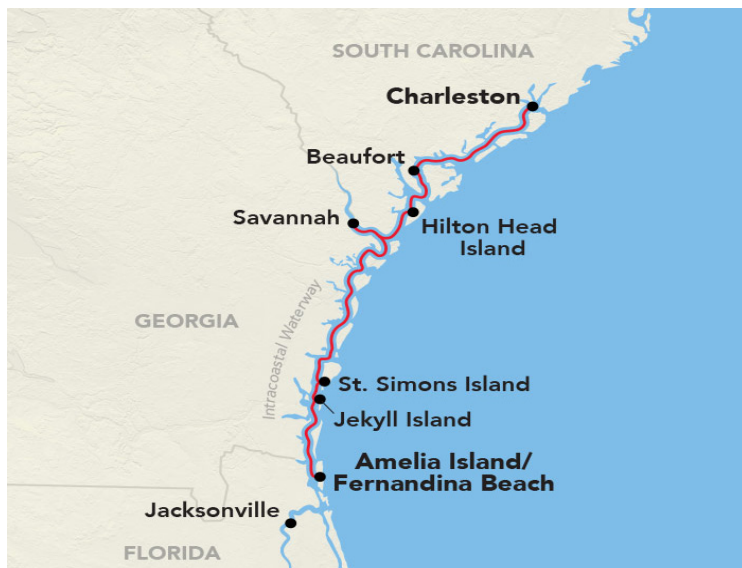 SOUTH CAROLINA
Charleston
Beaufort
Savannah
Hilton Head
Island
GEORGIA
Intracoastal Waterway
St. Simons Island
Jekyll Island
Amelia Island/
Fernandina Beach
Jacksonville
FLORIDA